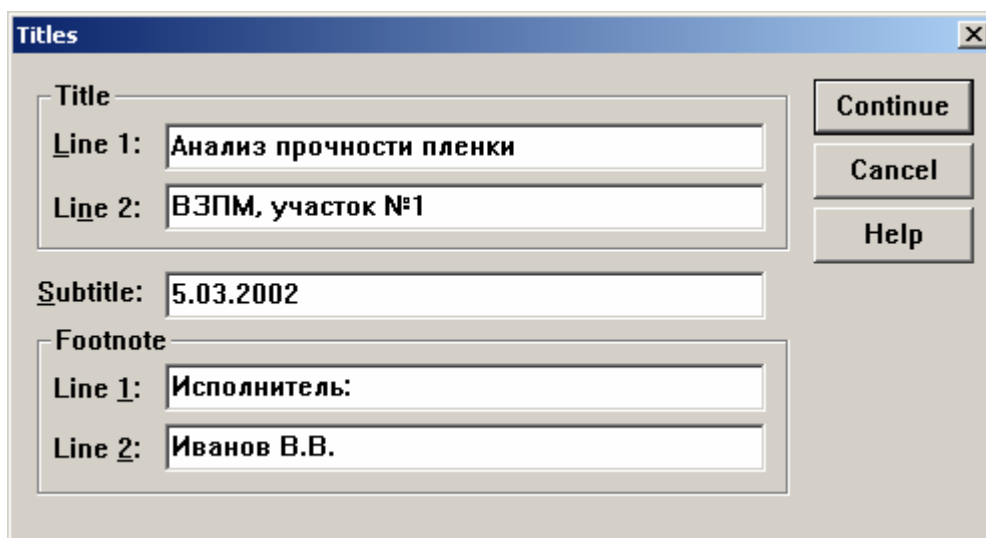 Titles
Title
Line 1: Анализ прочности пленки
Line 2: ВЗПМ, участок №1
Subtitle: 5.03.2002
Footnote
Line 1: Исполнитель:
Line 2: Иванов В.В.
Continue
Cancel
Help